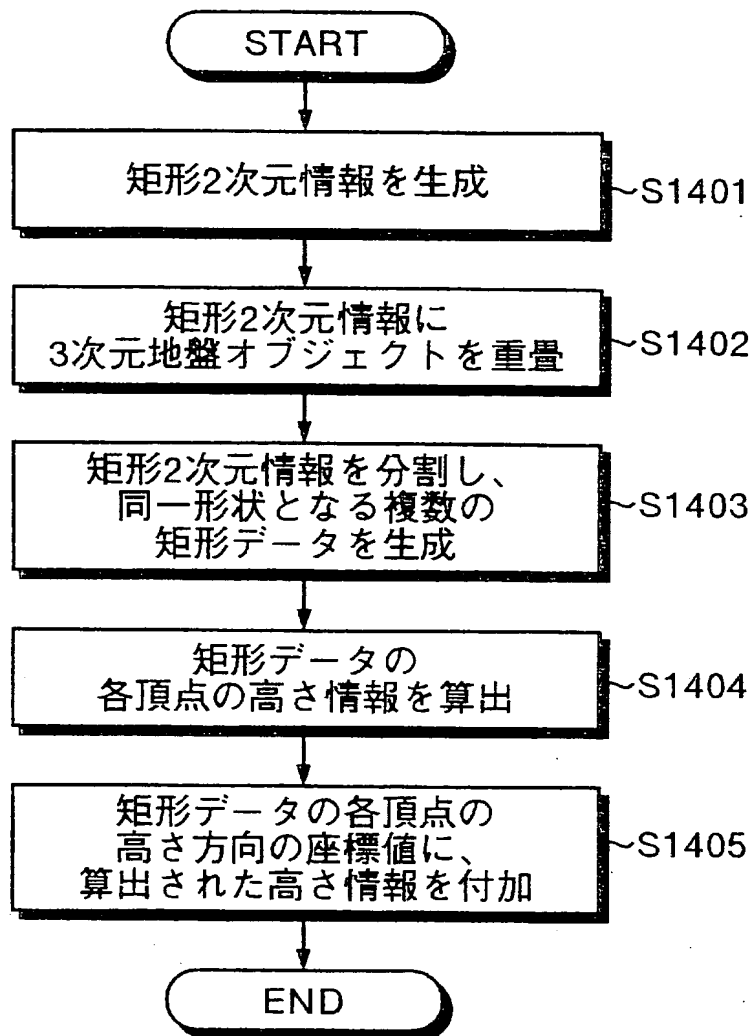 START
矩形2次元情報を生成
~S1401
矩形2次元情報に
3次元地盤オブジェクトを重畳
~S1402
矩形2次元情報を分割し、
同一形状となる複数の
矩形データを生成
~S1403
矩形データの
各頂点の高さ情報を算出
~S1404
矩形データの各頂点の
高さ方向の座標値に、
算出された高さ情報を付加
~S1405
END